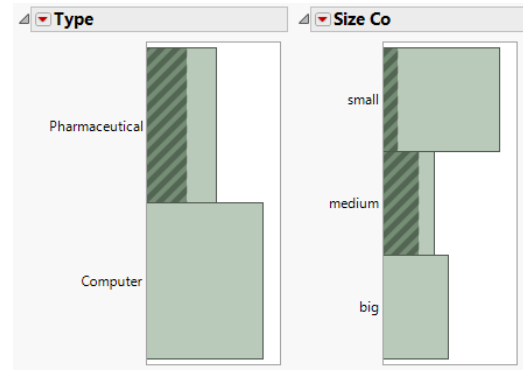 Type
Pharmaceutical
Computer
Size Co
small
medium
big